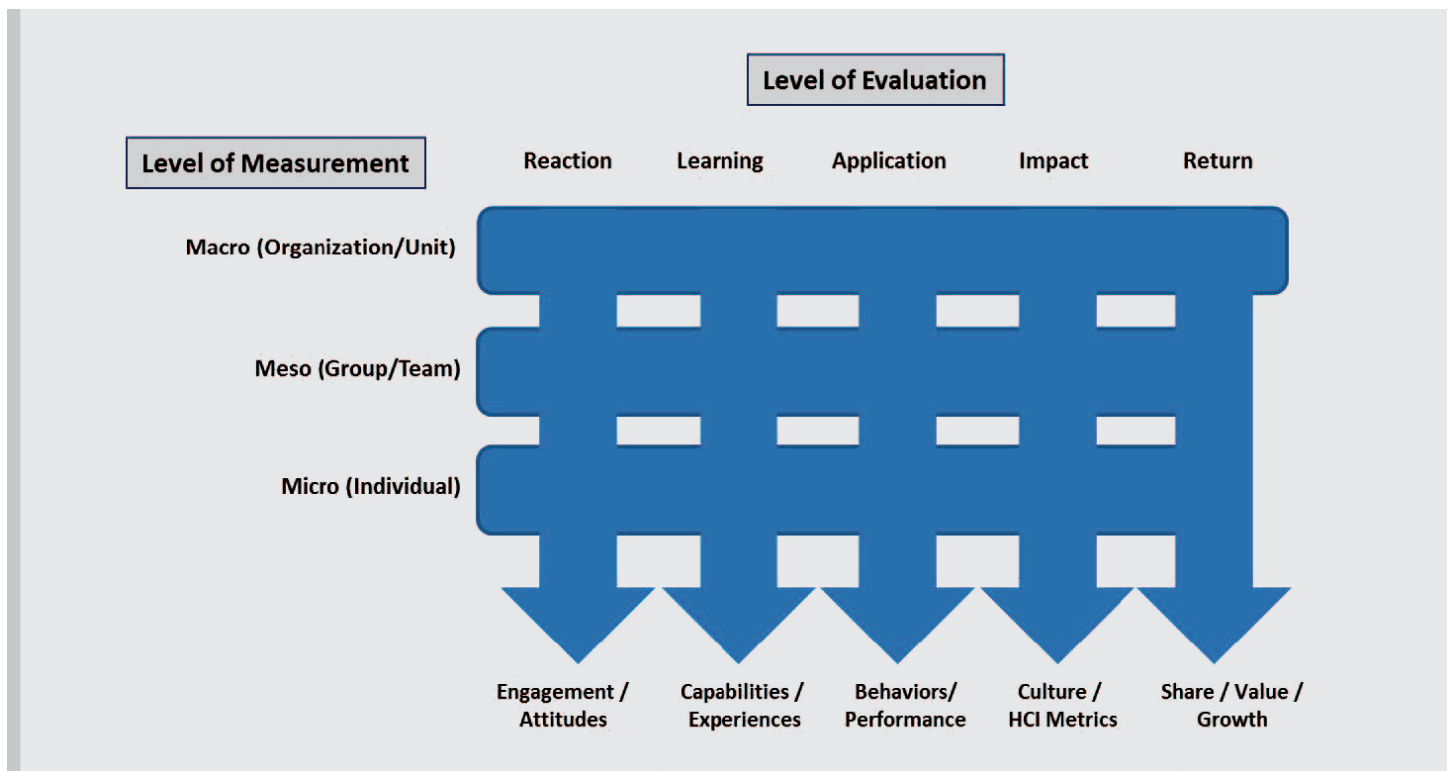 Level of Evaluation
Level of Measurement
Reaction
Learning
Application
Impact
Return
Macro (Organization/Unit)
Meso (Group/Team)
Micro (Individual)
Engagement /
Attitudes
Capabilities /
Experiences
Behaviors/
Performance
Culture /
HCI Metrics
Share / Value /
Growth